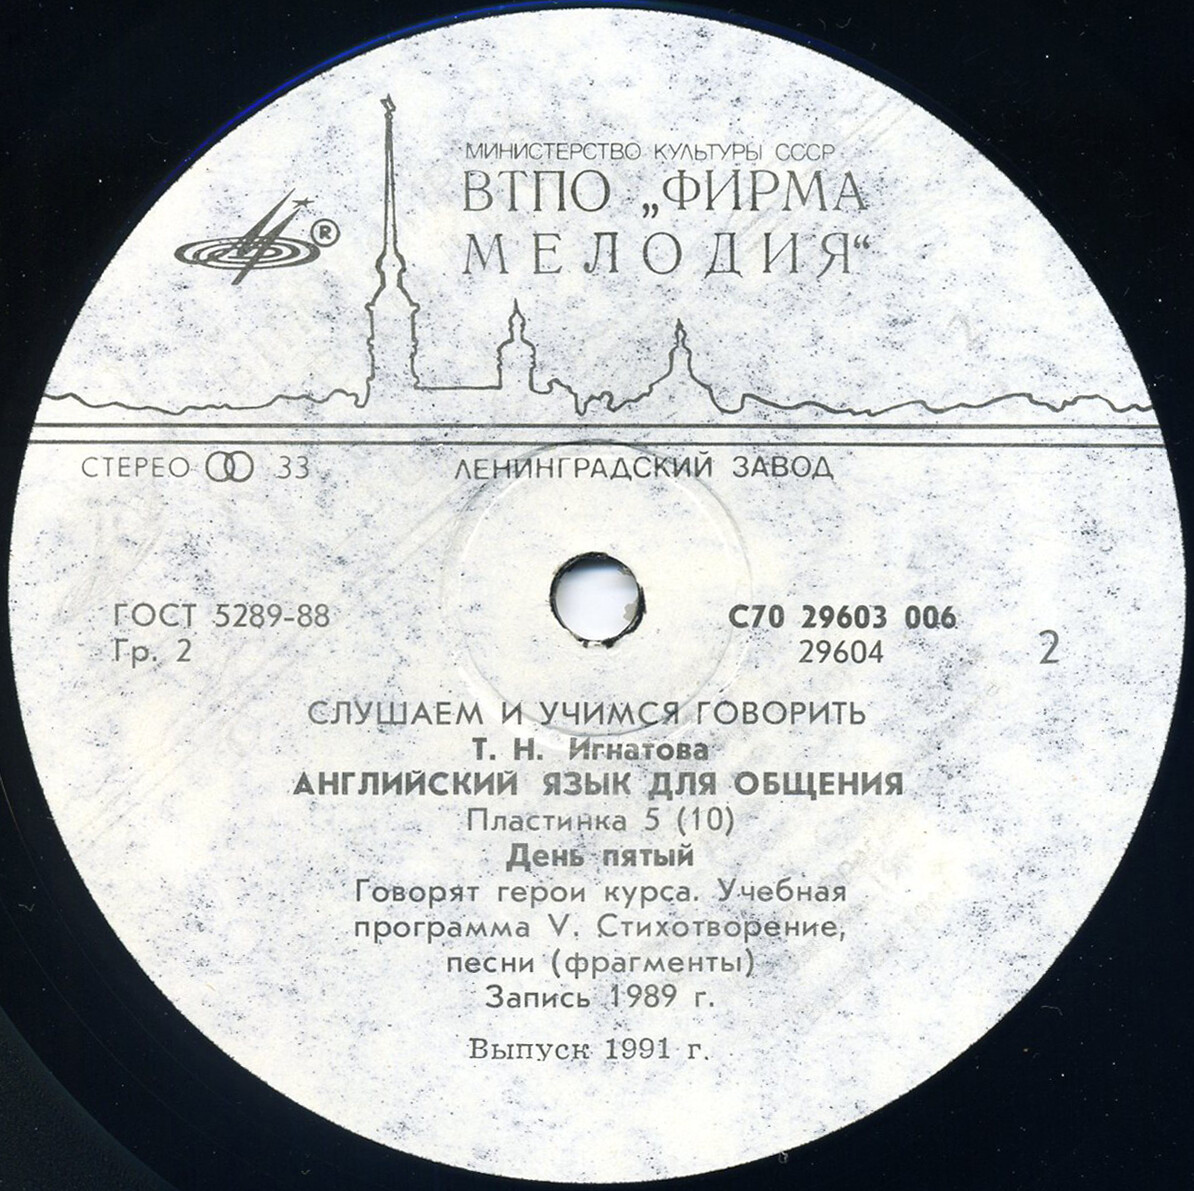 МИНИСТЕРСТВО КУЛЬТУРЫ СССР
ВТПО „ФИРМА
МЕЛОДИЯ“
®
СТЕРЕО 33
ЛЕНИНГРАДСКИЙ ЗАВОД
ГОСТ 5289-88
Гр. 2
С70 29603 006
29604
2
СЛУШАЕМ И УЧИМСЯ ГОВОРИТЬ
Т. Н. Игнатова
АНГЛИЙСКИЙ ЯЗЫК ДЛЯ ОБЩЕНИЯ
Пластинка 5 (10)
День пятый
Говорят герои курса. Учебная
программа V. Стихотворение,
песни (фрагменты)
Запись 1989 г.
Выпуск 1991 г.